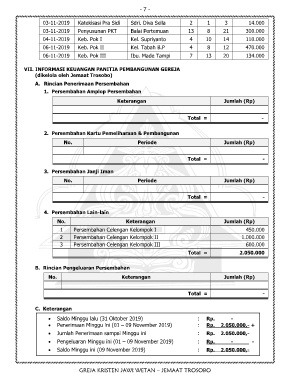 - 7 -
03-11-2019 Katekisasi Pra Sidi Sdri. Diva Sella 2 1 3 14.000
03-11-2019 Penyusunan PKT Balai Pertemuan 13 8 21 300.000
04-11-2019 Keb. Pok I Kel. Supriyanto 4 10 14 110.000
06-11-2019 Keb. Pok II Kel. Tabah B.P 4 8 12 470.000
06-11-2019 Keb. Pok III Ibu. Made Tampi 7 13 20 134.000
VII. INFORMASI KEUANGAN PANITIA PEMBANGUNAN GEREJA
(dikelola oleh Jemaat Trosobo)
A. Rincian Penerimaan Persembahan
1. Persembahan Amplop Persembahan
Keterangan Jumlah (Rp)
Total = -
2. Persembahan Kartu Pemeliharaan & Pembangunan
No. Periode Jumlah (Rp)
Total = -
3. Persembahan Janji Iman
No. Periode Jumlah (Rp)
Total = -
4. Persembahan Lain-lain
No. Keterangan Jumlah (Rp)
1 Persembahan Celengan Kelompok I 450.000
2 Persembahan Celengan Kelompok II 1.000.000
3 Persembahan Celengan Kelompok III 600.000
Total = 2.050.000
B. Rincian Pengeluaran Persembahan
No. Keterangan Jumlah (Rp)
Total = -
C. Keterangan
• Saldo Minggu lalu (31 Oktober 2019) : Rp. -
• Penerimaan Minggu ini (03 – 09 November 2019) : Rp. 2.050.000,- +
• Jumlah Penerimaan sampai Minggu ini : Rp. 2.050.000,-
• Pengeluaran Minggu ini (01 – 09 November 2019) : Rp. - -
• Saldo Minggu ini (09 November 2019) : Rp. 2.050.000,-
GREJA KRISTEN JAWI WETAN – JEMAAT TROSOBO